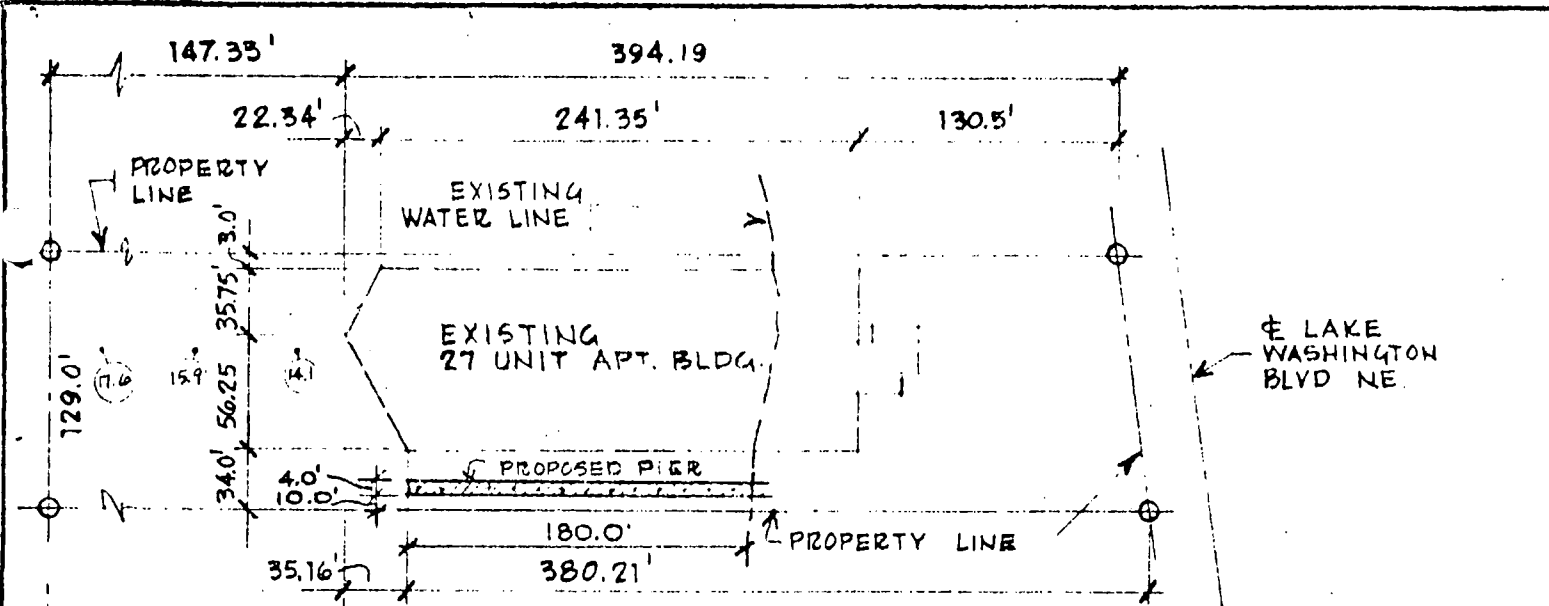 147.33'
394.19
22.34'
241.35'
130.5'
PROPERTY
LINE
EXISTING
WATER LINE
3.0'
35.75'
56.25
34.0'
129.0'
17.6
15.9
14.1
EXISTING
27 UNIT APT. BLDG.
℄ LAKE
WASHINGTON
BLVD NE
PROPOSED PIER
4.0'
10.0'
180.0'
PROPERTY LINE
35.16'
380.21'